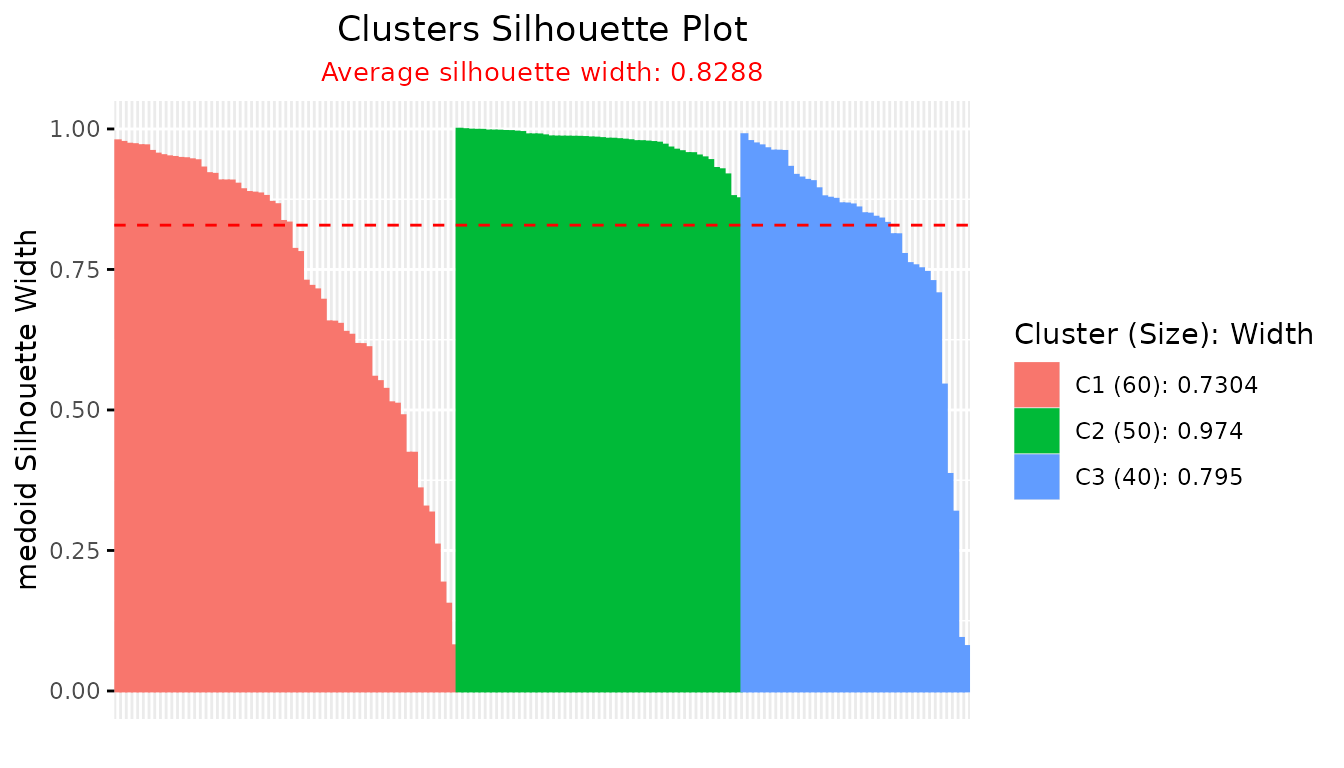 Clusters Silhouette Plot
Average silhouette width: 0.8288
medoid Silhouette Width
1.00
0.75
0.50
0.25
0.00
Cluster (Size): Width
C1 (60): 0.7304
C2 (50): 0.974
C3 (40): 0.795